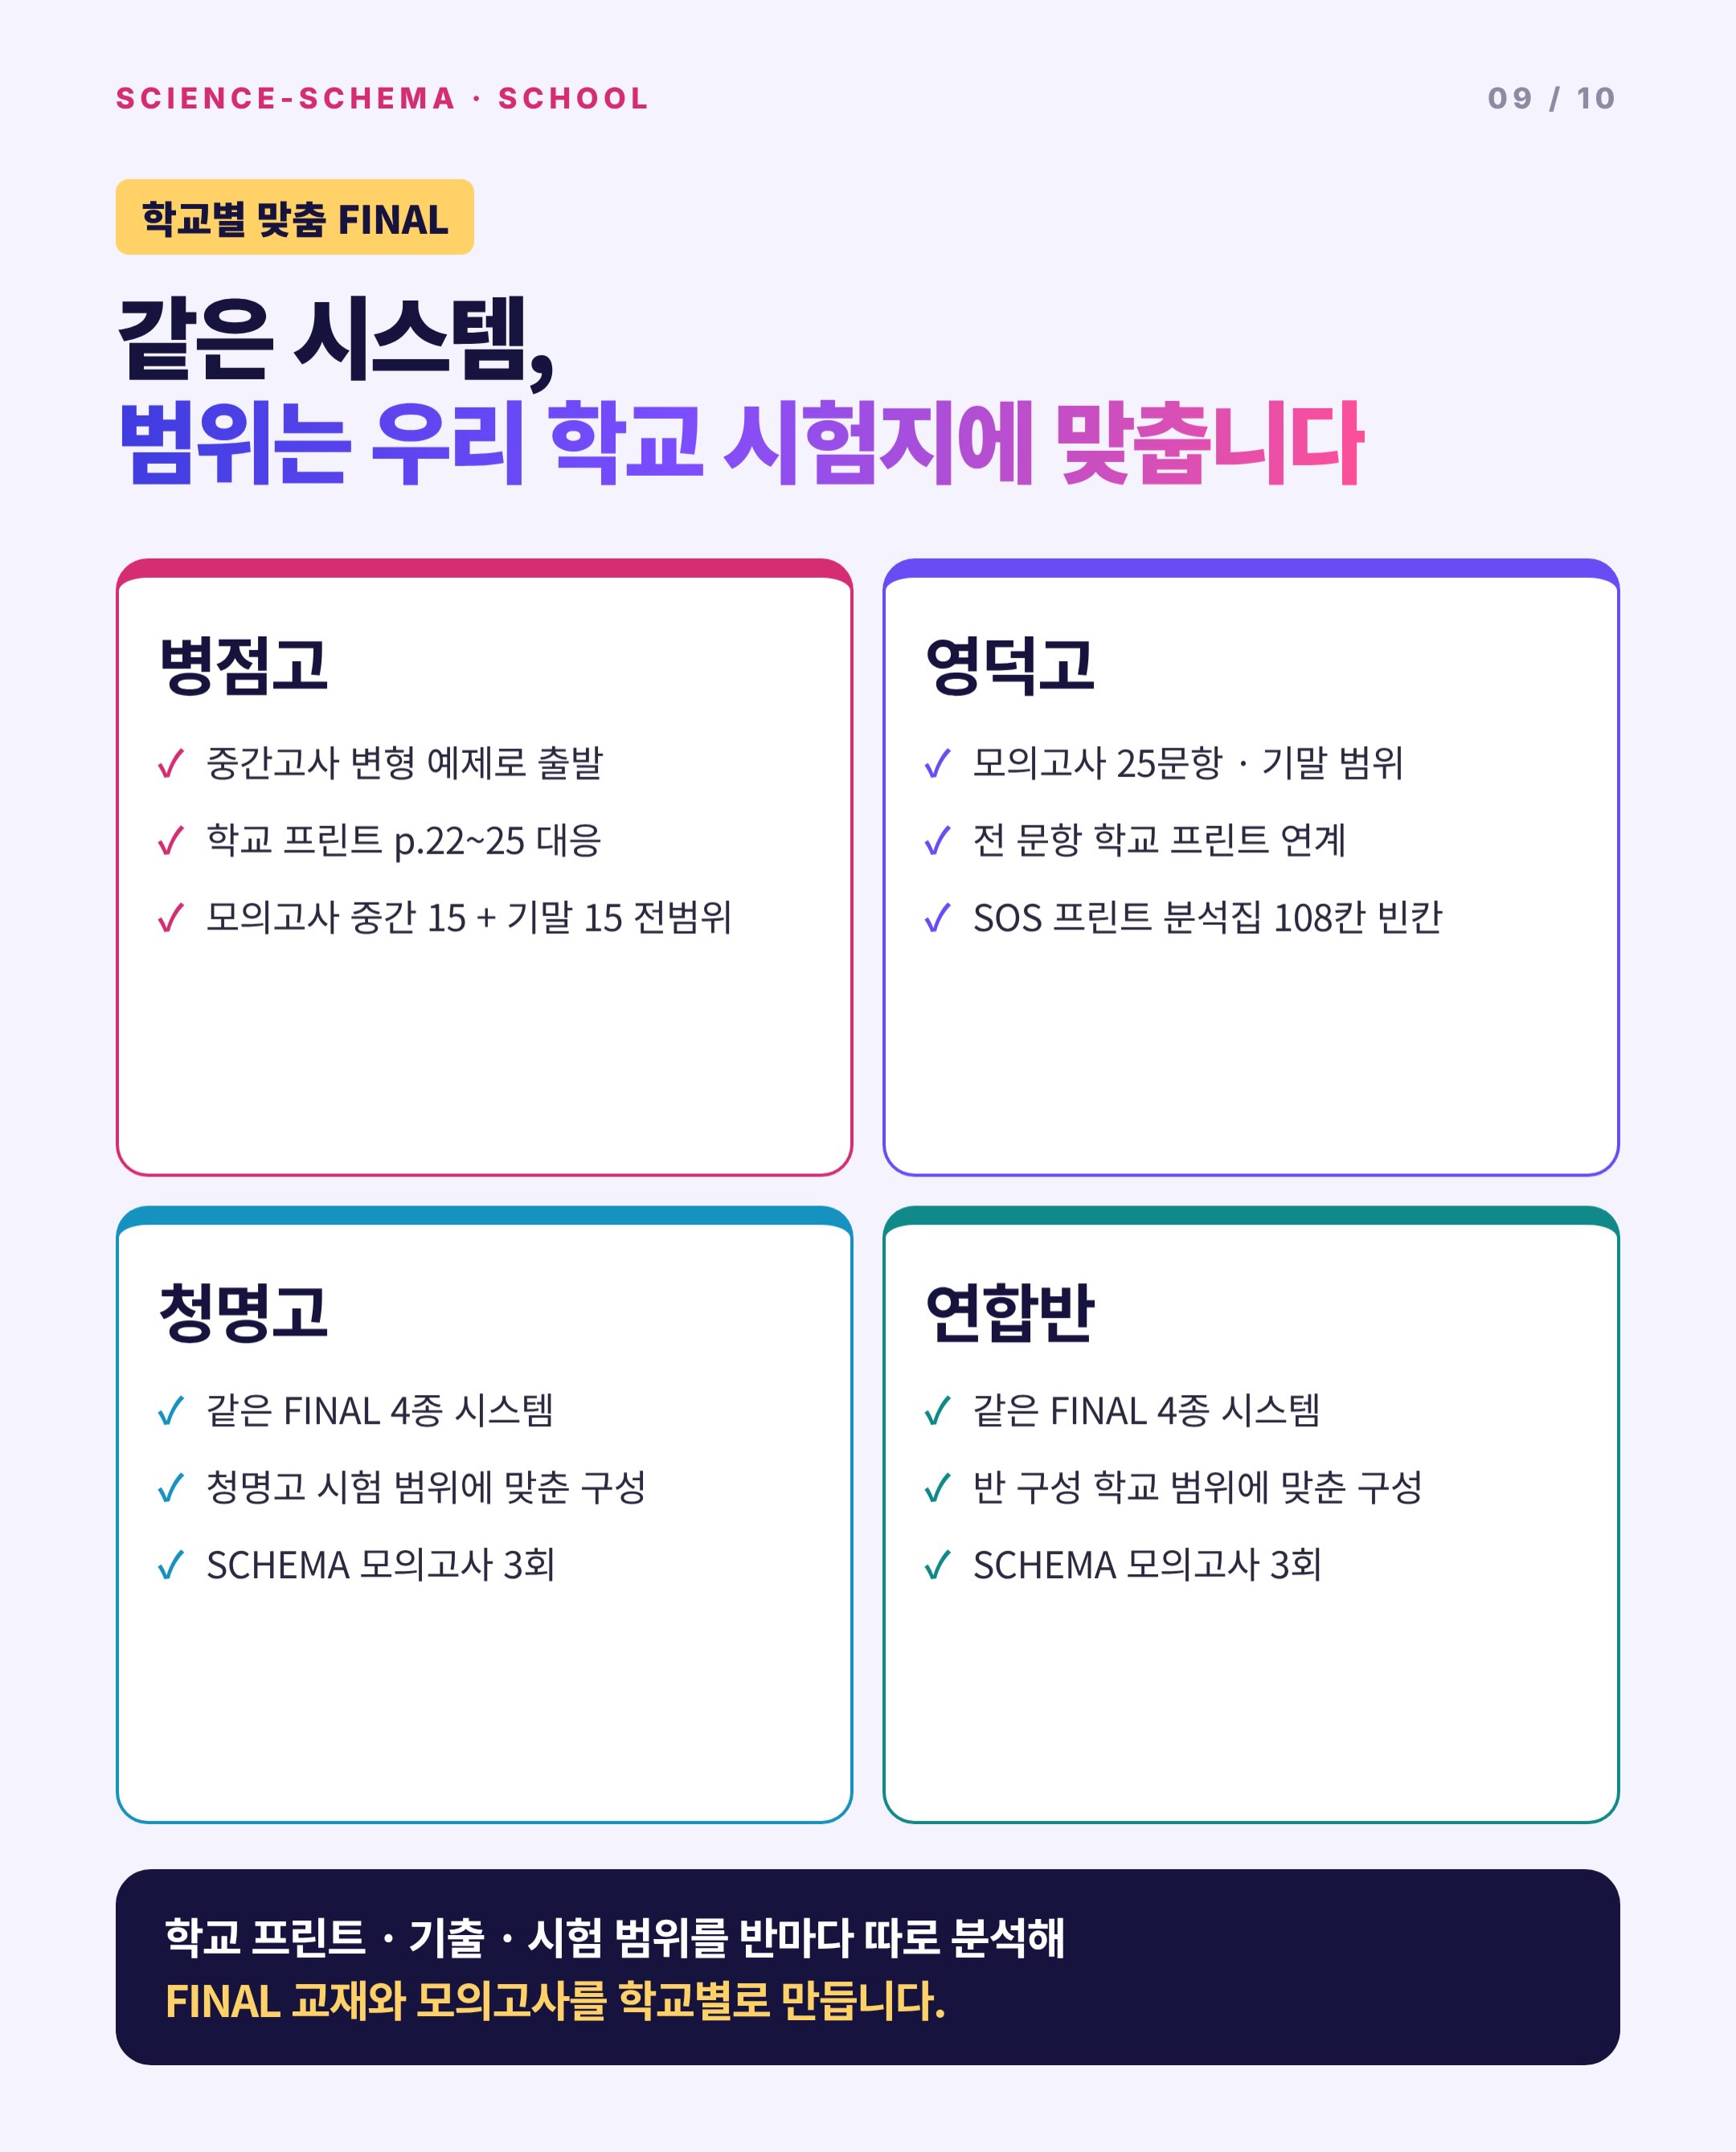 SCIENCE-SCHEMA · SCHOOL
09 / 10
학교별 맞춤 FINAL
같은 시스템,
범위는 우리 학교 시험지에 맞춥니다
병점고
✓ 중간고사 변형 예제로 출발
✓ 학교 프린트 p.22~25 대응
✓ 모의고사 중간 15 + 기말 15 전범위
영덕고
✓ 모의고사 25문항 · 기말 범위
✓ 전 문항 학교 프린트 연계
✓ SOS 프린트 분석집 108칸 빈칸
청명고
✓ 같은 FINAL 4종 시스템
✓ 청명고 시험 범위에 맞춘 구성
✓ SCHEMA 모의고사 3회
연합반
✓ 같은 FINAL 4종 시스템
✓ 반 구성 학교 범위에 맞춘 구성
✓ SCHEMA 모의고사 3회
학교 프린트 · 기출 · 시험 범위를 반마다 따로 분석해
FINAL 교재와 모의고사를 학교별로 만듭니다.